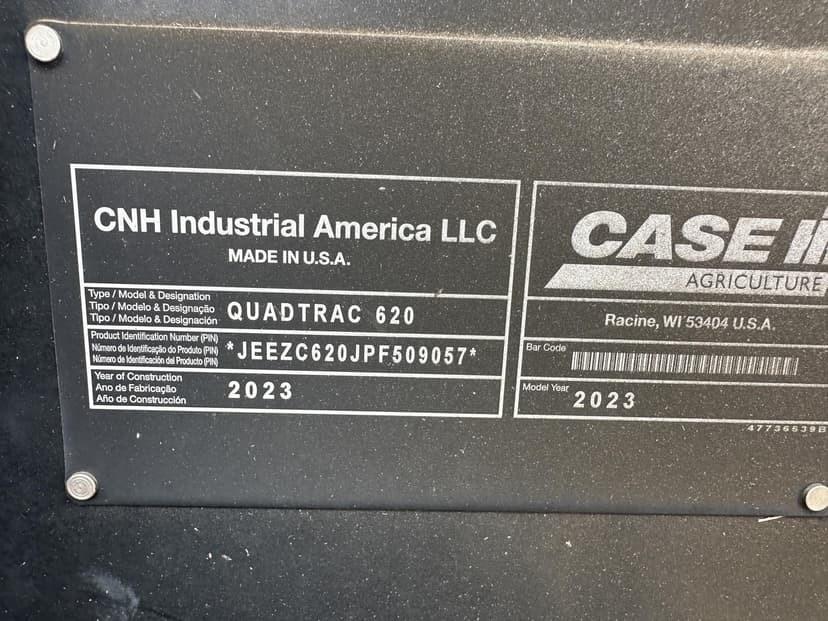 CNH Industrial America LLC
MADE IN U.S.A.
Type / Model & Designation
Tipo / Modelo & Designação
Tipo / Modelo & Designación
QUADTRAC 620
Product Identification Number (PIN)
Número de Identificação do Produto (PIN)
Número de Identificación del Producto (PIN)
*JEEZC620JPF509057*
Year of Construction
Ano de Fabricação
Año de Construcción
2023
CASE IH
AGRICULTURE
Racine, WI 53404 U.S.A.
Bar Code
Model Year
2023
47736639B